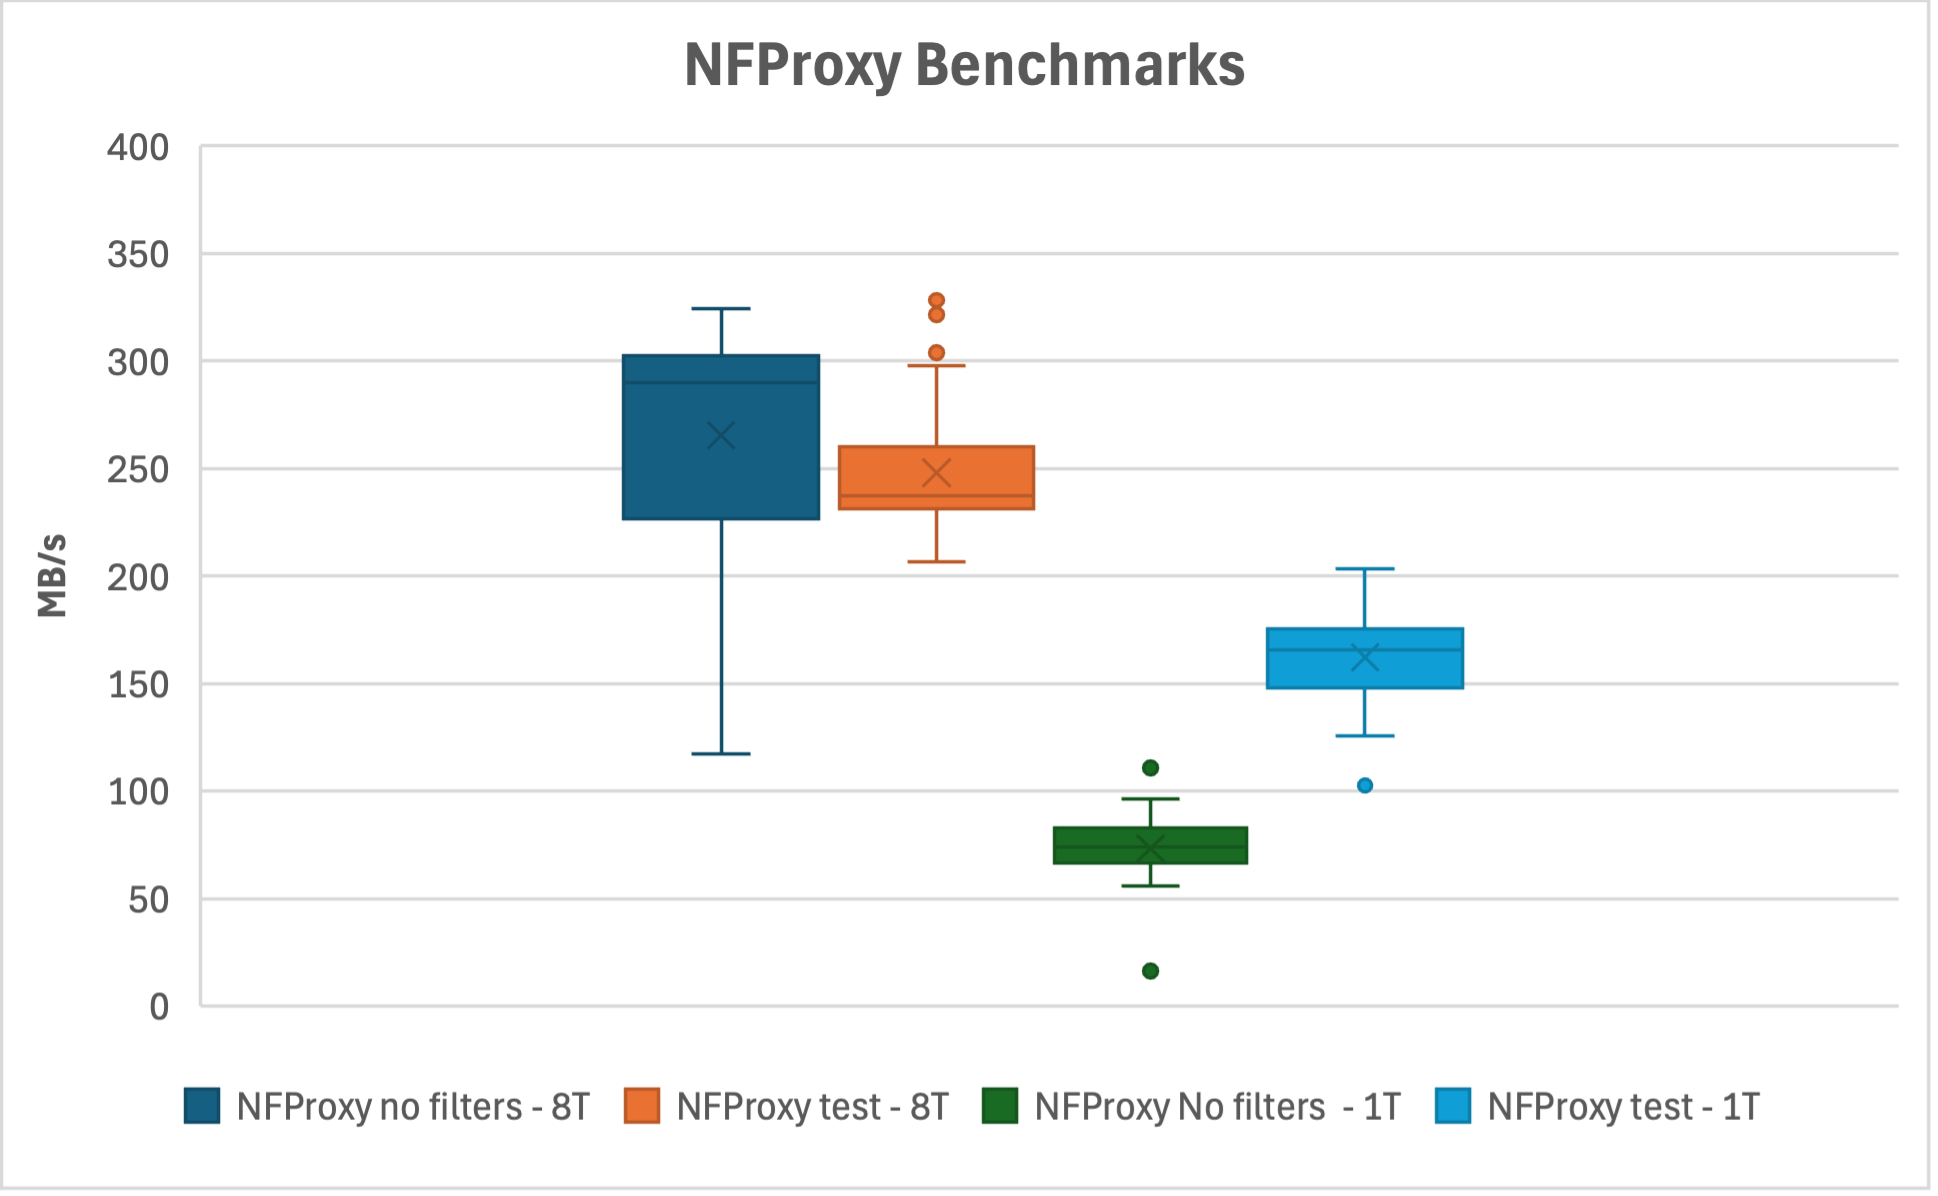 NFProxy Benchmarks
400
350
300
250
200
150
100
50
0
MB/s
NFProxy no filters - 8T
NFProxy test - 8T
NFProxy No filters - 1T
NFProxy test - 1T